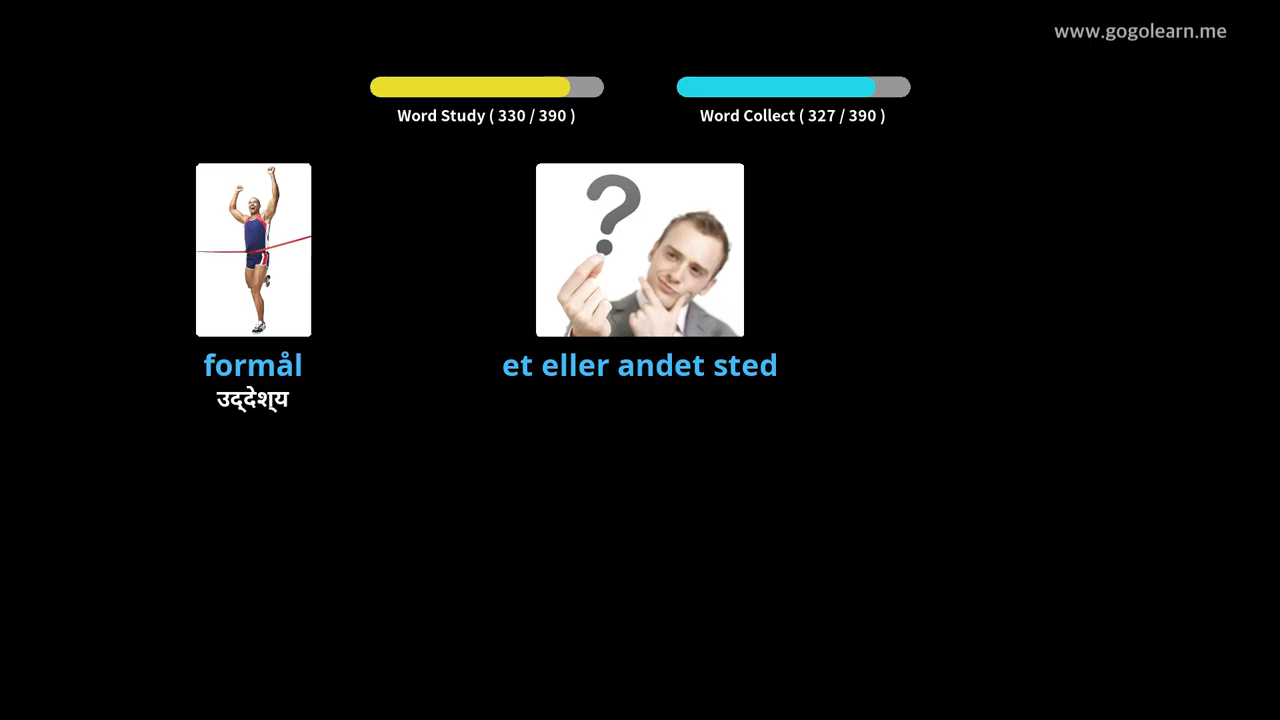 www.gogolearn.me
Word Study ( 330 / 390 )
Word Collect ( 327 / 390 )
formål
et eller andet sted
उद्देश्य